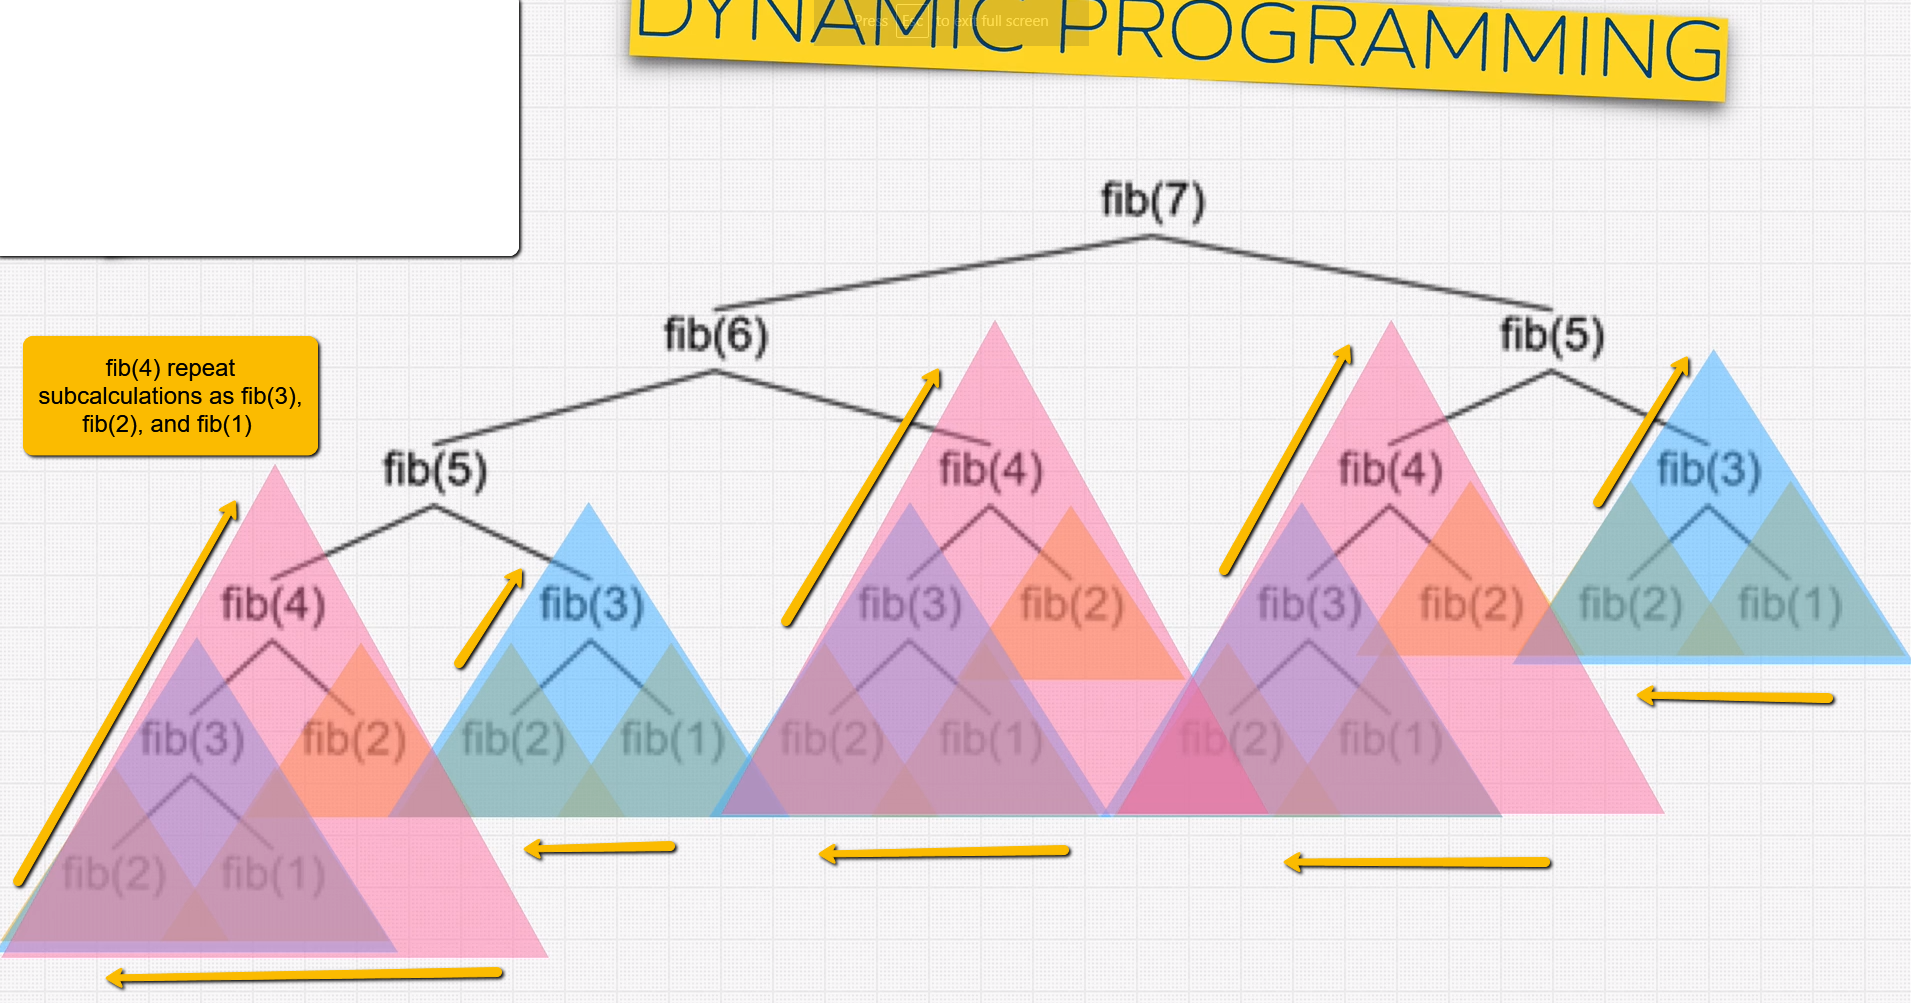 DYNAMIC PROGRAMMING
Press Esc to exit full screen
fib(7)
fib(6) fib(5)
fib(4) repeat
subcalculations as fib(3),
fib(2), and fib(1)
fib(5) fib(4) fib(4) fib(3)
fib(4) fib(3) fib(3) fib(2) fib(3) fib(2) fib(2) fib(1)
fib(3) fib(2) fib(2) fib(1) fib(2) fib(1) fib(2) fib(1)
fib(2) fib(1)